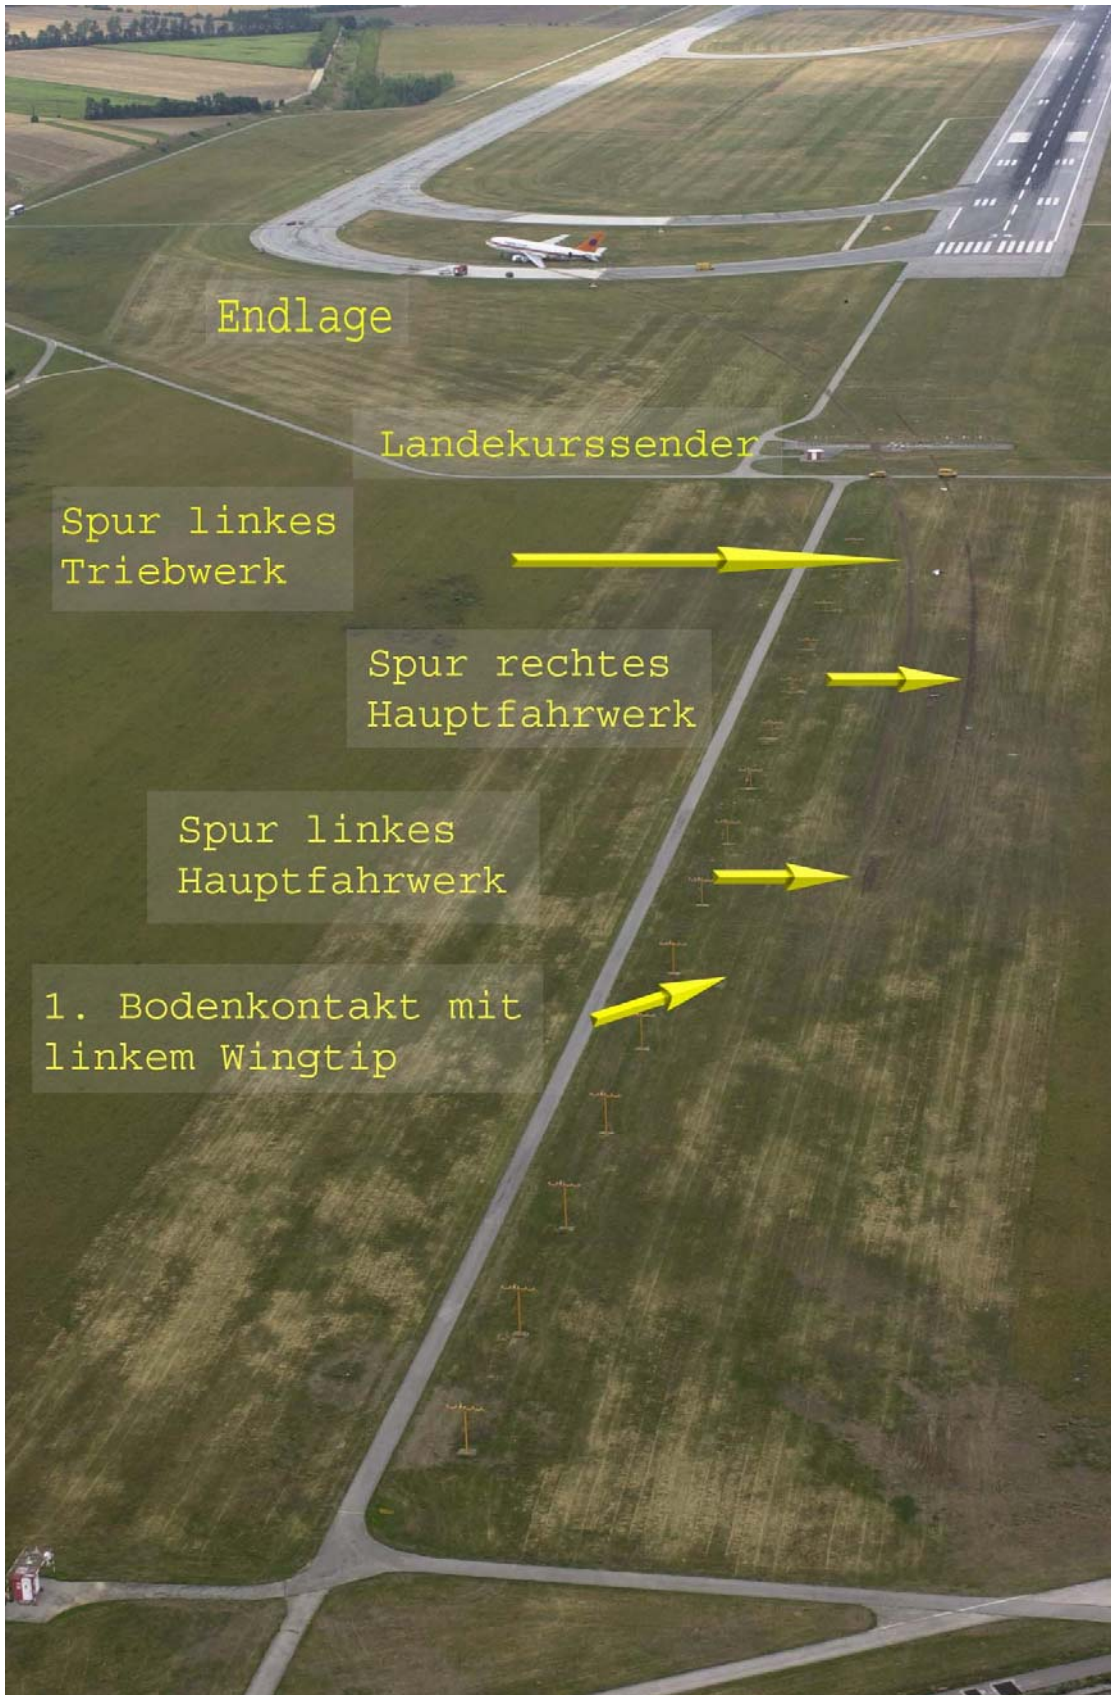 Endlage
Landekurssender
Spur linkes
Triebwerk
Spur rechtes
Hauptfahrwerk
Spur linkes
Hauptfahrwerk
1. Bodenkontakt mit
linkem Wingtip